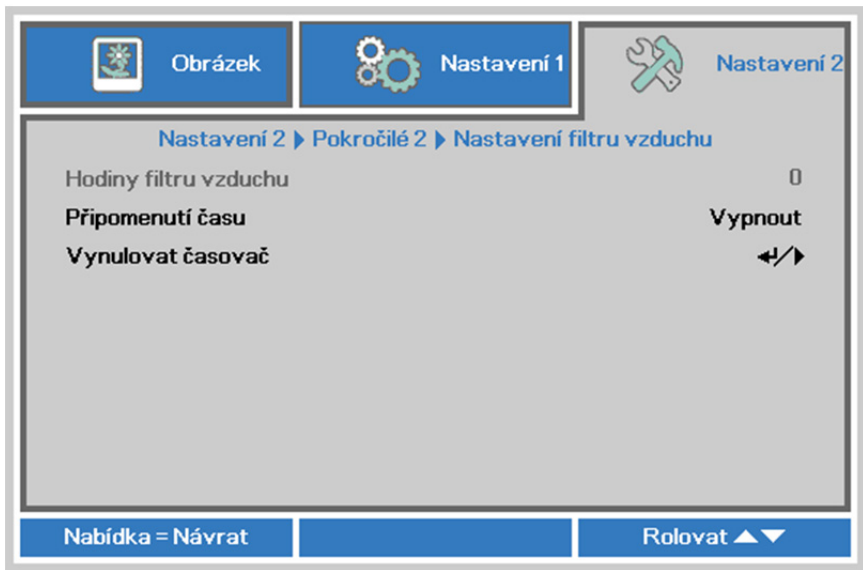 Obrázek
Nastavení 1
Nastavení 2
Nastavení 2 ▶ Pokročilé 2 ▶ Nastavení filtru vzduchu
Hodiny filtru vzduchu 0
Připomenutí času Vypnout
Vynulovat časovač ↵/▶
Nabídka = Návrat
Rolovat ▲▼